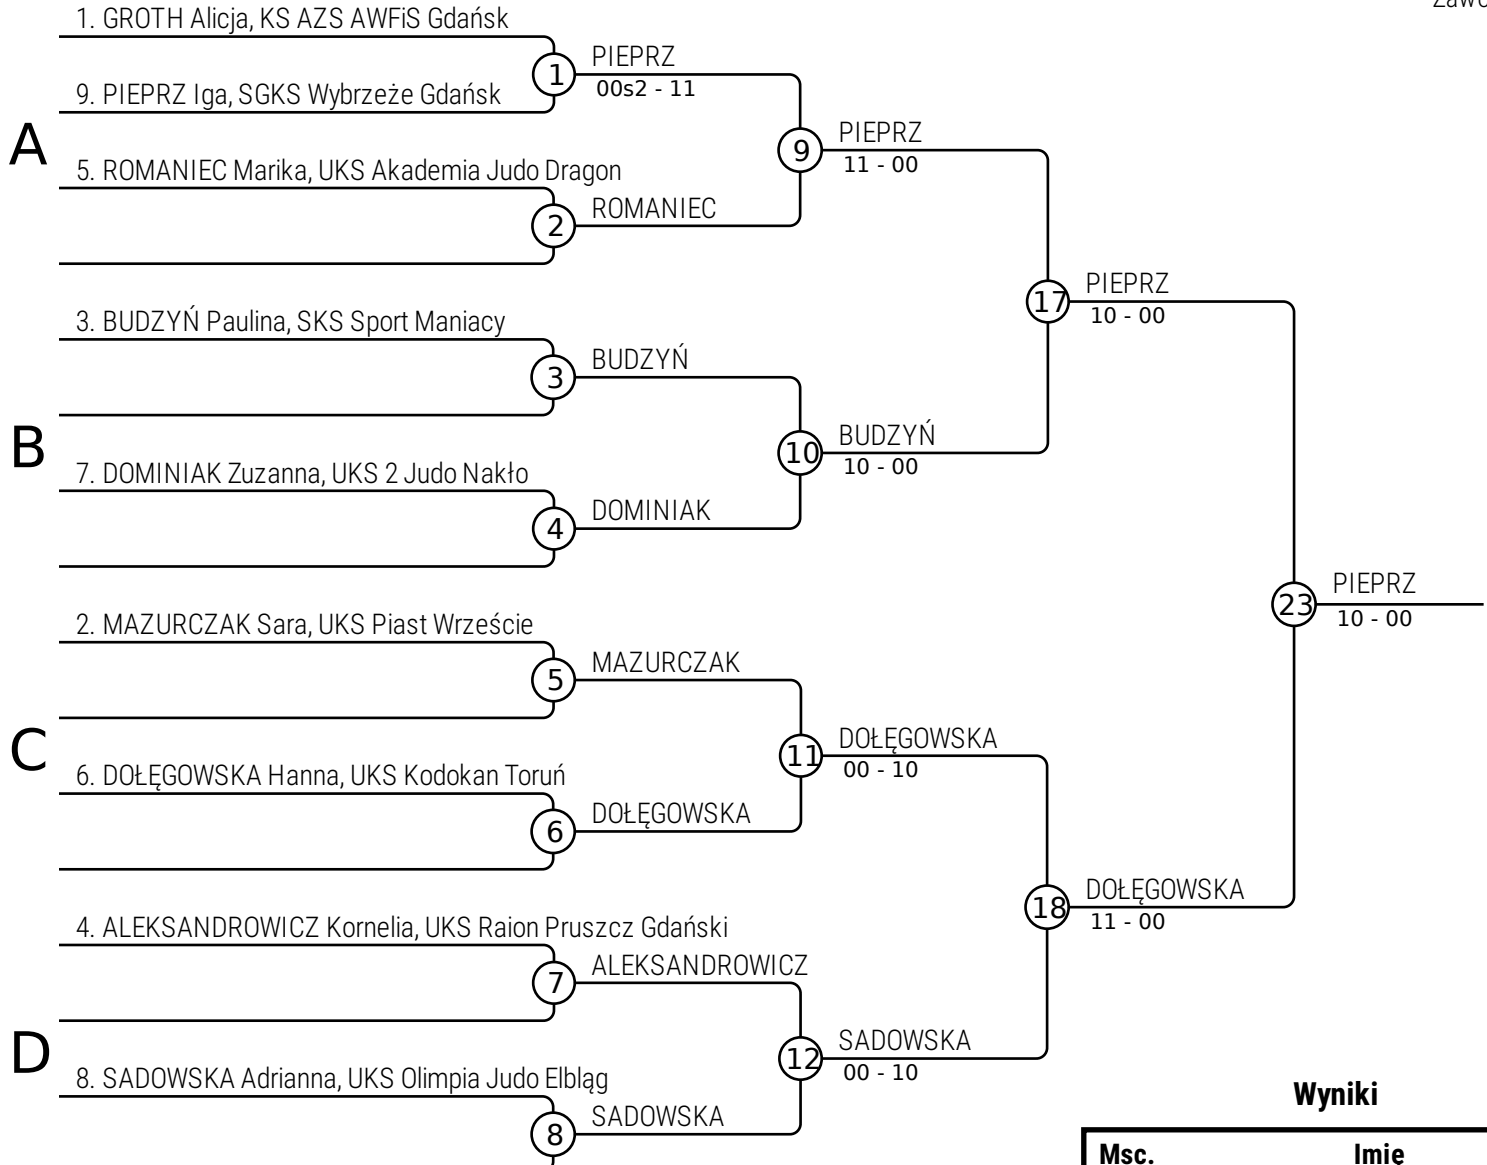 1. GROTH Alicja, KS AZS AWFiS Gdańsk
1
PIEPRZ
00s2 - 11
9. PIEPRZ Iga, SGKS Wybrzeże Gdańsk
A
9
PIEPRZ
11 - 00
5. ROMANIEC Marika, UKS Akademia Judo Dragon
2
ROMANIEC
17
PIEPRZ
10 - 00
3. BUDZYŃ Paulina, SKS Sport Maniacy
3
BUDZYŃ
B
10
BUDZYŃ
10 - 00
7. DOMINIAK Zuzanna, UKS 2 Judo Nakło
4
DOMINIAK
23
PIEPRZ
10 - 00
2. MAZURCZAK Sara, UKS Piast Wrzeście
5
MAZURCZAK
C
11
DOŁĘGOWSKA
00 - 10
6. DOŁĘGOWSKA Hanna, UKS Kodokan Toruń
6
DOŁĘGOWSKA
18
DOŁĘGOWSKA
11 - 00
4. ALEKSANDROWICZ Kornelia, UKS Raion Pruszcz Gdański
7
ALEKSANDROWICZ
D
12
SADOWSKA
00 - 10
8. SADOWSKA Adrianna, UKS Olimpia Judo Elbląg
8
SADOWSKA
Wyniki
Msc. Imię